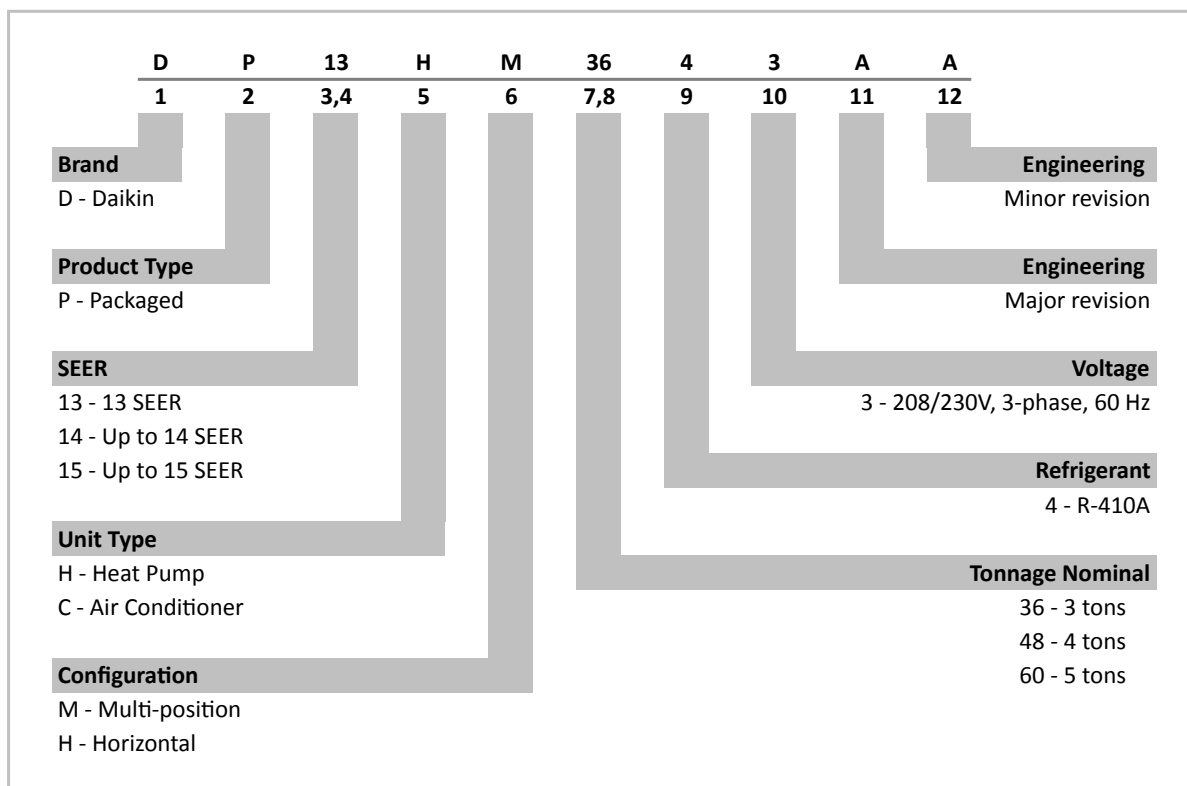 D P 13 H M 36 4 3 A A
1 2 3,4 5 6 7,8 9 10 11 12
Brand
D - Daikin
Product Type
P - Packaged
SEER
13 - 13 SEER
14 - Up to 14 SEER
15 - Up to 15 SEER
Unit Type
H - Heat Pump
C - Air Conditioner
Configuration
M - Multi-position
H - Horizontal
Engineering
Minor revision
Engineering
Major revision
Voltage
3 - 208/230V, 3-phase, 60 Hz
Refrigerant
4 - R-410A
Tonnage Nominal
36 - 3 tons
48 - 4 tons
60 - 5 tons